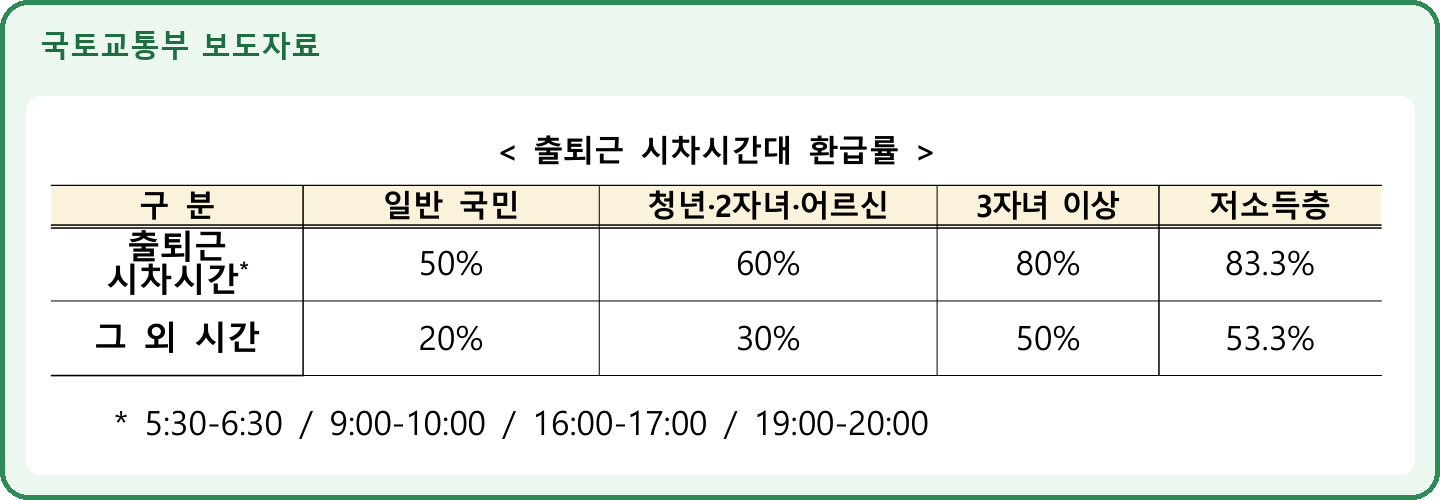 국토교통부 보도자료
< 출퇴근 시차시간대 환급률 >
구 분 일반 국민 청년·2자녀·어르신 3자녀 이상 저소득층
출퇴근
시차시간* 50% 60% 80% 83.3%
그 외 시간 20% 30% 50% 53.3%
* 5:30-6:30 / 9:00-10:00 / 16:00-17:00 / 19:00-20:00